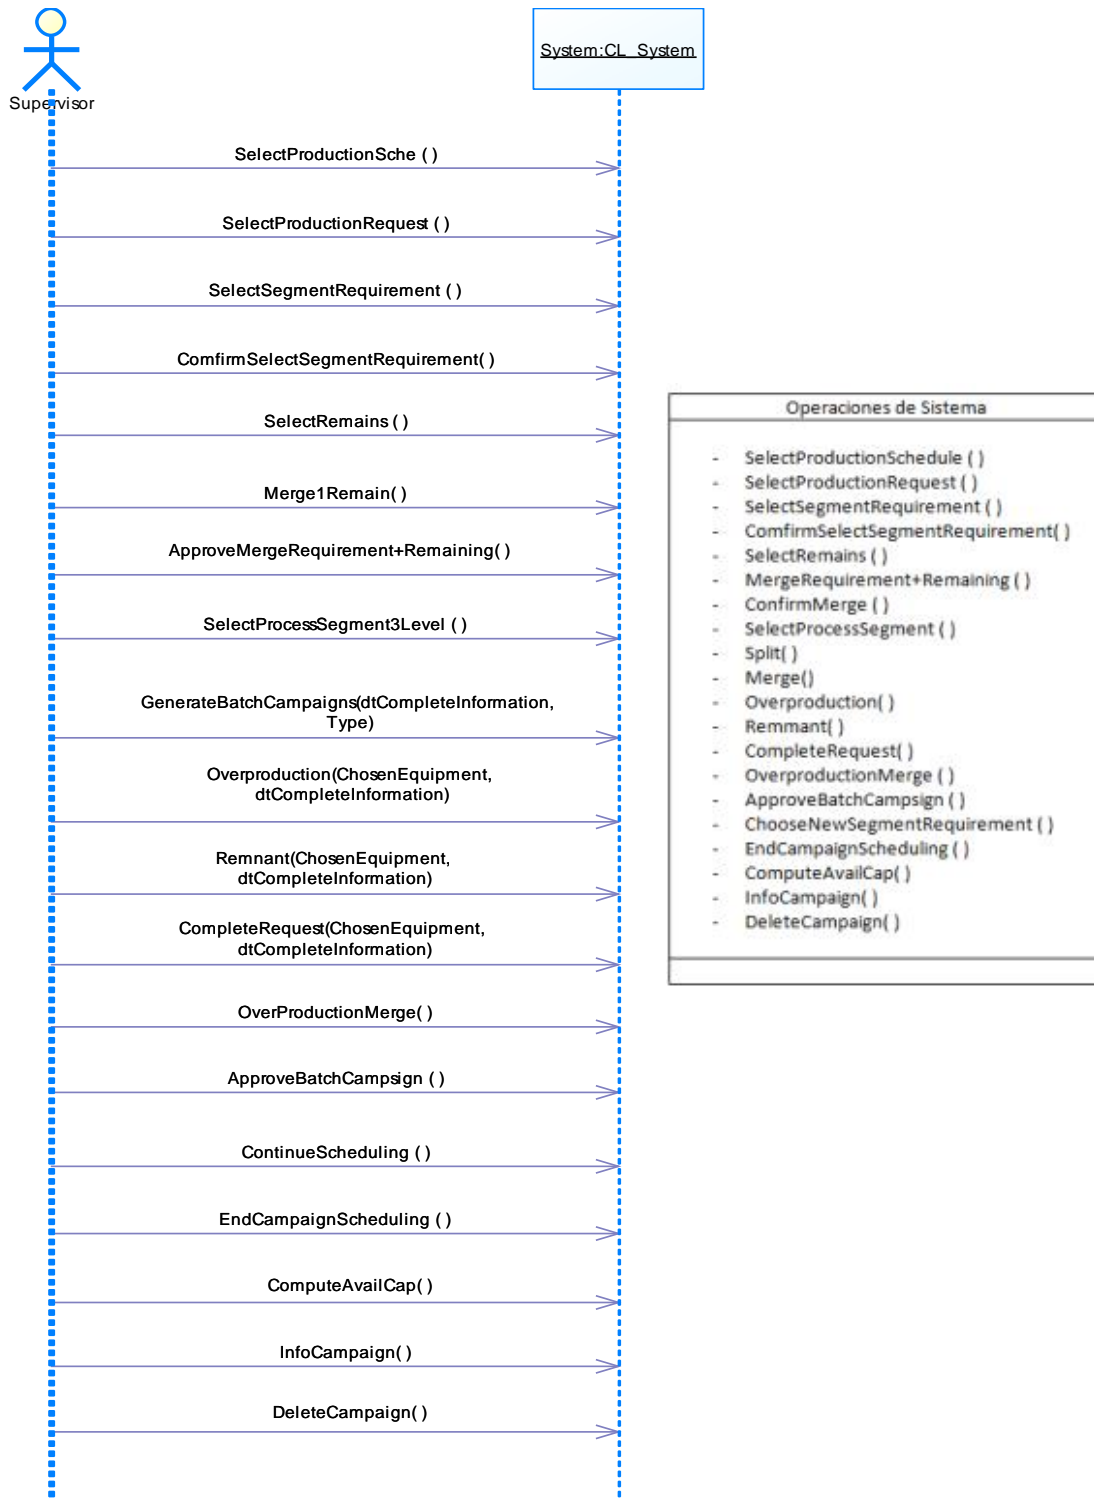 System:CL_System
Supervisor
SelectProductionSche ( )
SelectProductionRequest ( )
SelectSegmentRequirement ( )
ComfirmSelectSegmentRequirement( )
SelectRemains ( )
Merge1Remain( )
ApproveMergeRequirement+Remaining( )
SelectProcessSegment3Level ( )
GenerateBatchCampaigns(dtCompleteInformation,
Type)
Overproduction(ChosenEquipment,
dtCompleteInformation)
Remnant(ChosenEquipment,
dtCompleteInformation)
CompleteRequest(ChosenEquipment,
dtCompleteInformation)
OverProductionMerge( )
ApproveBatchCampsign ( )
ContinueScheduling ( )
EndCampaignScheduling ( )
ComputeAvailCap( )
InfoCampaign( )
DeleteCampaign( )
Operaciones de Sistema
- SelectProductionSchedule ( )
- SelectProductionRequest ( )
- SelectSegmentRequirement ( )
- ComfirmSelectSegmentRequirement( )
- SelectRemains ( )
- MergeRequirement+Remaining ( )
- ConfirmMerge ( )
- SelectProcessSegment ( )
- Split( )
- Merge()
- Overproduction( )
- Remmant( )
- CompleteRequest( )
- OverproductionMerge ( )
- ApproveBatchCampsign ( )
- ChooseNewSegmentRequirement ( )
- EndCampaignScheduling ( )
- ComputeAvailCap( )
- InfoCampaign( )
- DeleteCampaign( )